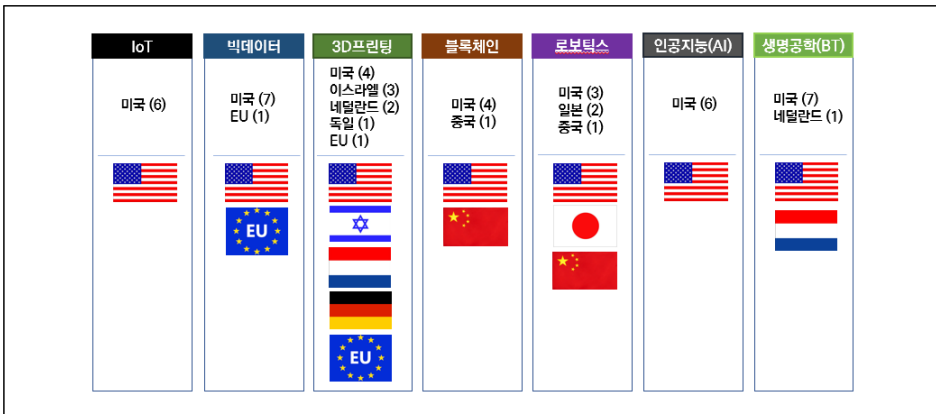 IoT
미국 (6)
빅데이터
미국 (7)
EU (1)
EU
3D프린팅
미국 (4)
이스라엘 (3)
네덜란드 (2)
독일 (1)
EU (1)
EU
블록체인
미국 (4)
중국 (1)
로보틱스
미국 (3)
일본 (2)
중국 (1)
인공지능(AI)
미국 (6)
생명공학(BT)
미국 (7)
네덜란드 (1)